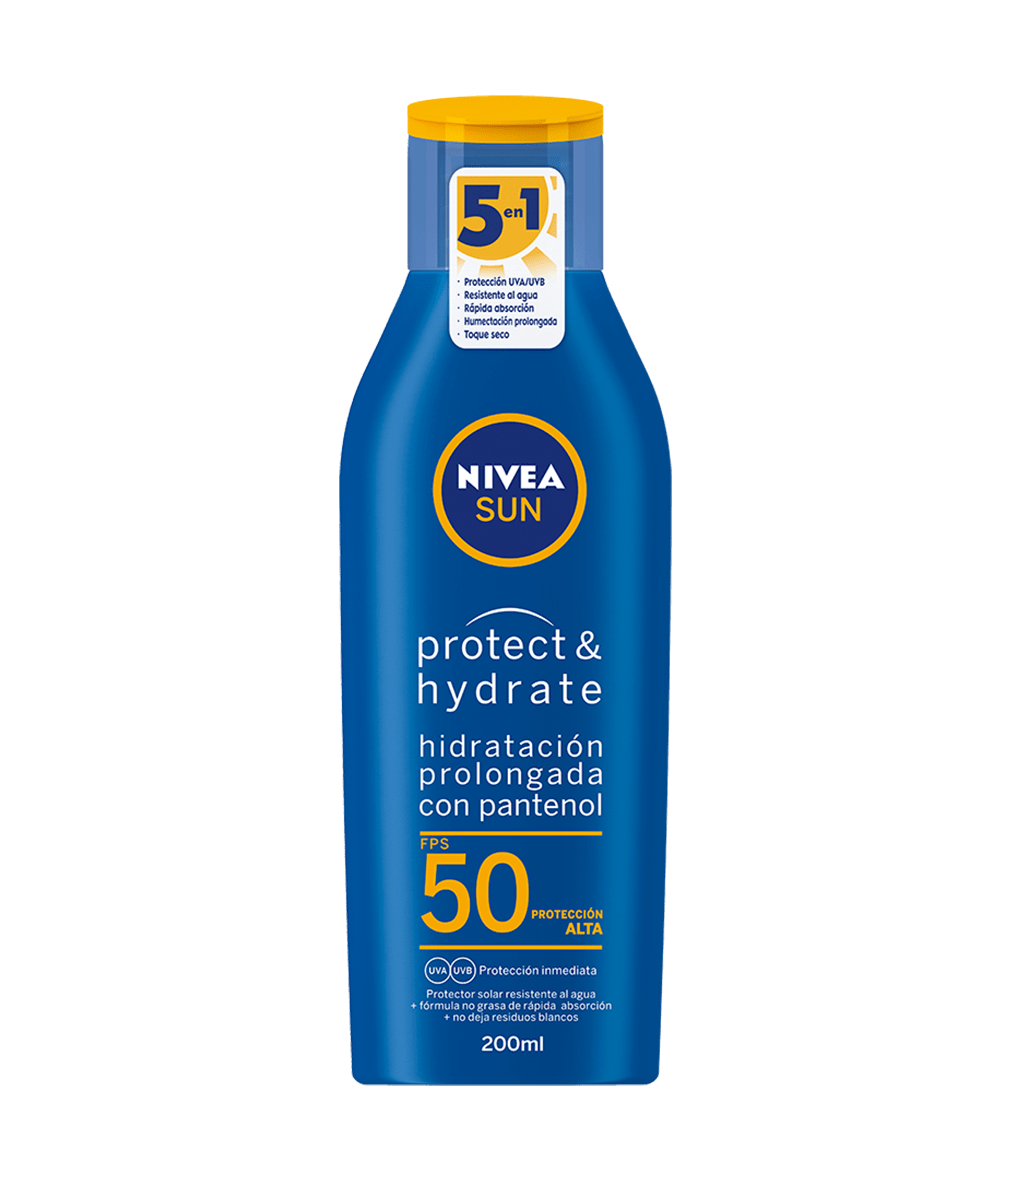 5 en 1
· Protección UVA/UVB
· Resistente al agua
· Rápida absorción
· Humectación prolongada
· Toque seco
NIVEA
SUN
protect &
hydrate
hidratación
prolongada
con pantenol
FPS
50 PROTECCIÓN
ALTA
UVA UVB Protección inmediata
Protector solar resistente al agua
+ fórmula no grasa de rápida absorción
+ no deja residuos blancos
200ml